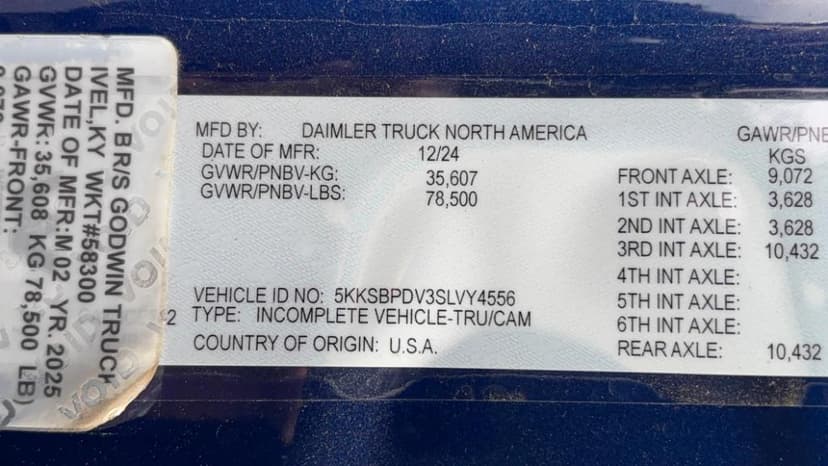 MFD. BY R/S GODWIN TRUCK
IVEL, KY WKT#58300
DATE OF MFR:M 02 YR. 2025
GVWR: 35,608 KG 78,500 LB)
GAWR-FRONT:
VOID VOID
MFD BY: DAIMLER TRUCK NORTH AMERICA
DATE OF MFR: 12/24
GVWR/PNBV-KG: 35,607
GVWR/PNBV-LBS: 78,500
VEHICLE ID NO: 5KKSBPDV3SLVY4556
2 TYPE: INCOMPLETE VEHICLE-TRU/CAM
COUNTRY OF ORIGIN: U.S.A.
GAWR/PNB
KGS
FRONT AXLE: 9,072
1ST INT AXLE: 3,628
2ND INT AXLE: 3,628
3RD INT AXLE: 10,432
4TH INT AXLE:
5TH INT AXLE:
6TH INT AXLE:
REAR AXLE: 10,432